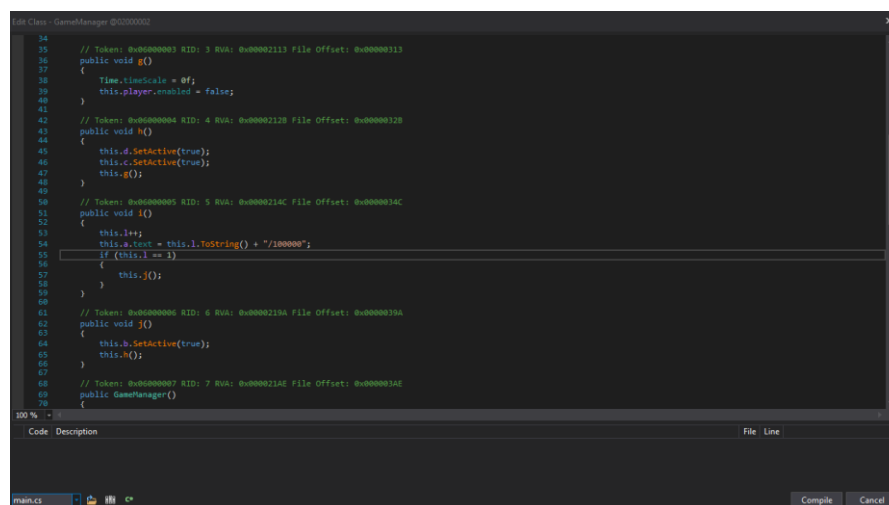 Edit Class - GameManager @02000002
34
35 // Token: 0x06000003 RID: 3 RVA: 0x00002113 File Offset: 0x00000313
36 public void g()
37 {
38 Time.timeScale = 0f;
39 this.player.enabled = false;
40 }
41
42 // Token: 0x06000004 RID: 4 RVA: 0x0000212B File Offset: 0x0000032B
43 public void h()
44 {
45 this.d.SetActive(true);
46 this.c.SetActive(true);
47 this.g();
48 }
49
50 // Token: 0x06000005 RID: 5 RVA: 0x0000214C File Offset: 0x0000034C
51 public void i()
52 {
53 this.l++;
54 this.a.text = this.l.ToString() + "/100000";
55 if (this.l == 1)
56 {
57 this.j();
58 }
59 }
60
61 // Token: 0x06000006 RID: 6 RVA: 0x0000219A File Offset: 0x0000039A
62 public void j()
63 {
64 this.b.SetActive(true);
65 this.h();
66 }
67
68 // Token: 0x06000007 RID: 7 RVA: 0x000021AE File Offset: 0x000003AE
69 public GameManager()
70 {
100 %
Code Description File Line
main.cs Compile Cancel